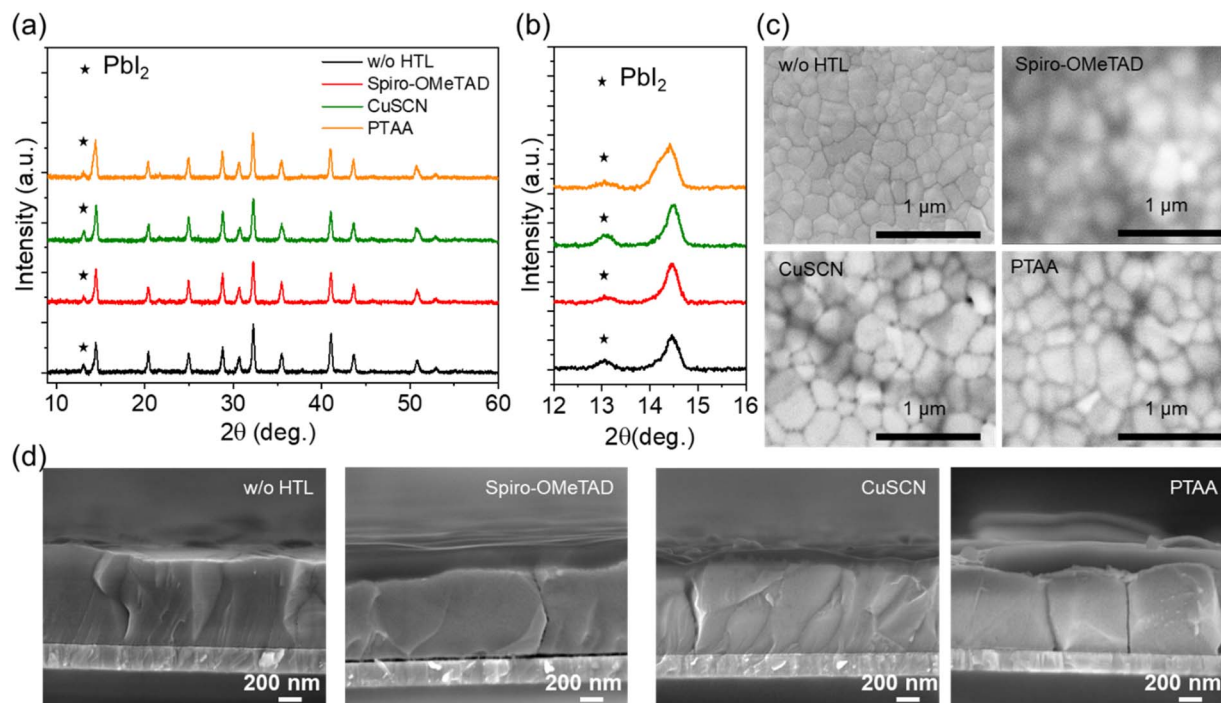 (a)
★ PbI₂
w/o HTL
Spiro-OMeTAD
CuSCN
PTAA
★
★
★
★
Intensity (a.u.)
10 20 30 40 50 60
2θ (deg.)
(b)
★ PbI₂
★
★
★
★
Intensity(a.u.)
12 13 14 15 16
2θ(deg.)
(c)
w/o HTL
1 µm
Spiro-OMeTAD
1 µm
CuSCN
1 µm
PTAA
1 µm
(d)
w/o HTL
200 nm
Spiro-OMeTAD
200 nm
CuSCN
200 nm
PTAA
200 nm